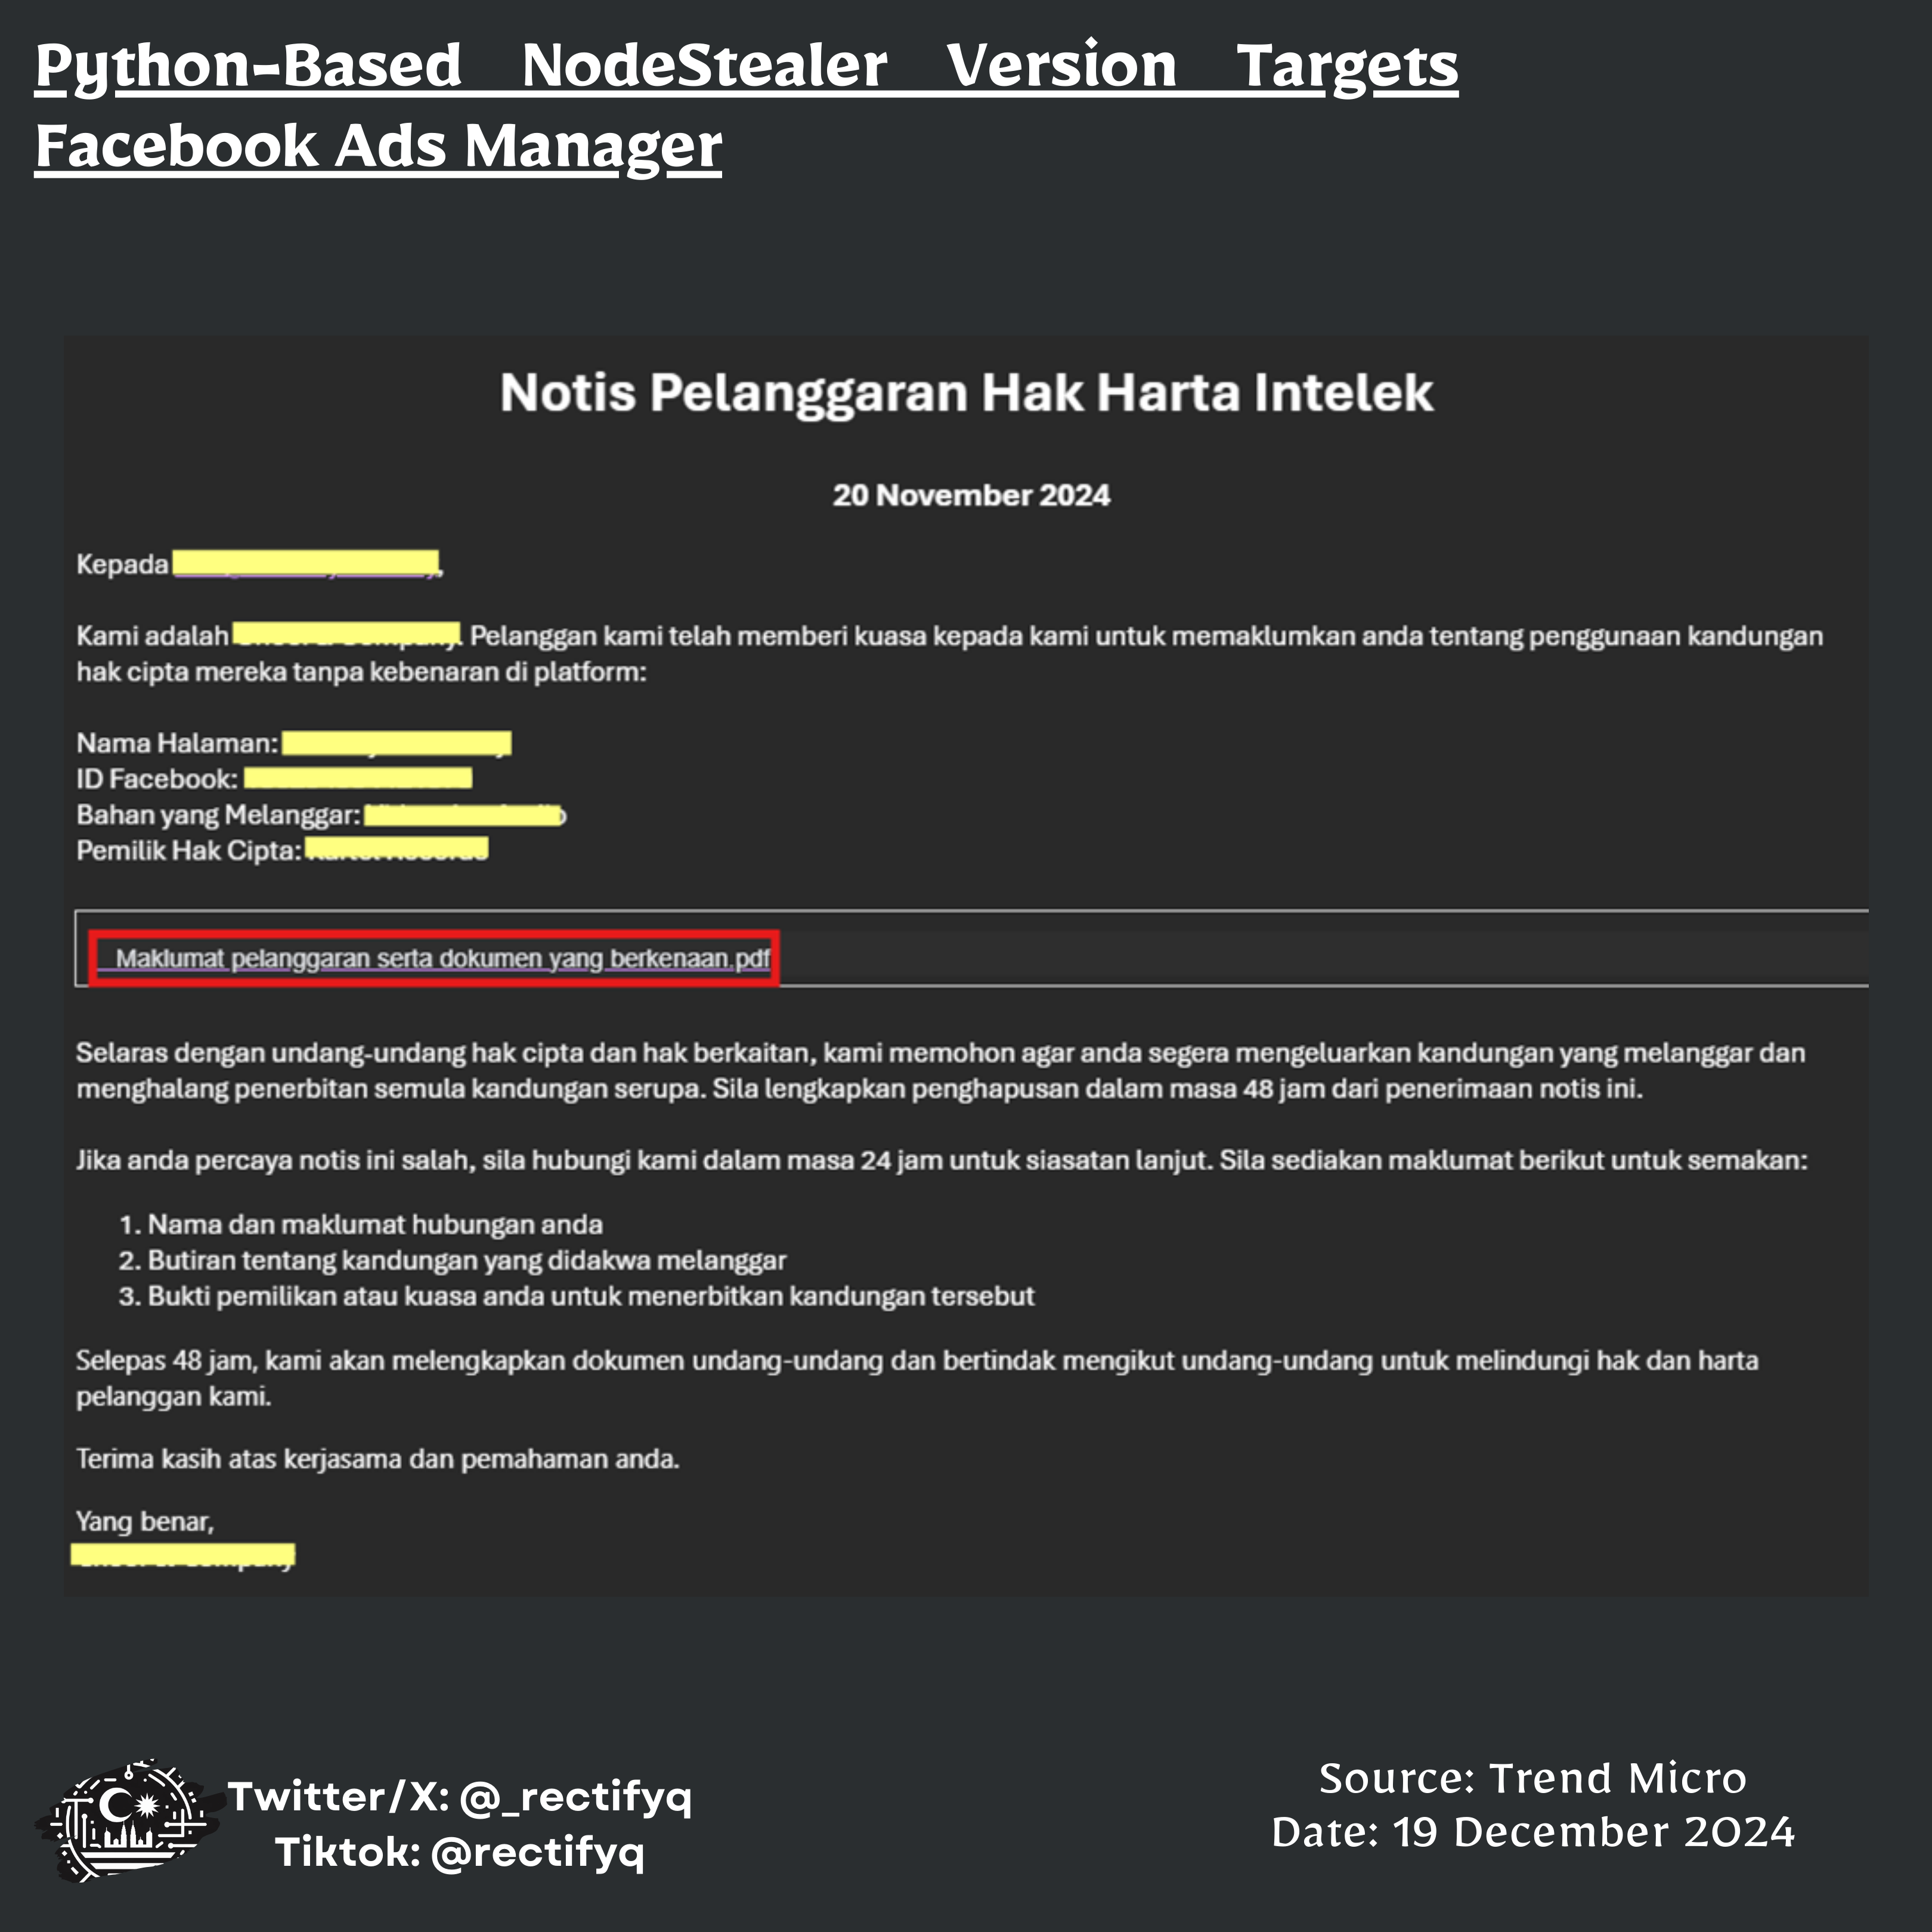 Python-Based NodeStealer Version Targets
Facebook Ads Manager
Notis Pelanggaran Hak Harta Intelek
20 November 2024
Kepada ,
Kami adalah . Pelanggan kami telah memberi kuasa kepada kami untuk memaklumkan anda tentang penggunaan kandungan
hak cipta mereka tanpa kebenaran di platform:
Nama Halaman:
ID Facebook:
Bahan yang Melanggar:
Pemilik Hak Cipta:
Maklumat pelanggaran serta dokumen yang berkenaan.pdf
Selaras dengan undang-undang hak cipta dan hak berkaitan, kami memohon agar anda segera mengeluarkan kandungan yang melanggar dan
menghalang penerbitan semula kandungan serupa. Sila lengkapkan penghapusan dalam masa 48 jam dari penerimaan notis ini.
Jika anda percaya notis ini salah, sila hubungi kami dalam masa 24 jam untuk siasatan lanjut. Sila sediakan maklumat berikut untuk semakan:
1. Nama dan maklumat hubungan anda
2. Butiran tentang kandungan yang didakwa melanggar
3. Bukti pemilikan atau kuasa anda untuk menerbitkan kandungan tersebut
Selepas 48 jam, kami akan melengkapkan dokumen undang-undang dan bertindak mengikut undang-undang untuk melindungi hak dan harta
pelanggan kami.
Terima kasih atas kerjasama dan pemahaman anda.
Yang benar,
Twitter/X: @_rectifyq
Tiktok: @rectifyq
Source: Trend Micro
Date: 19 December 2024